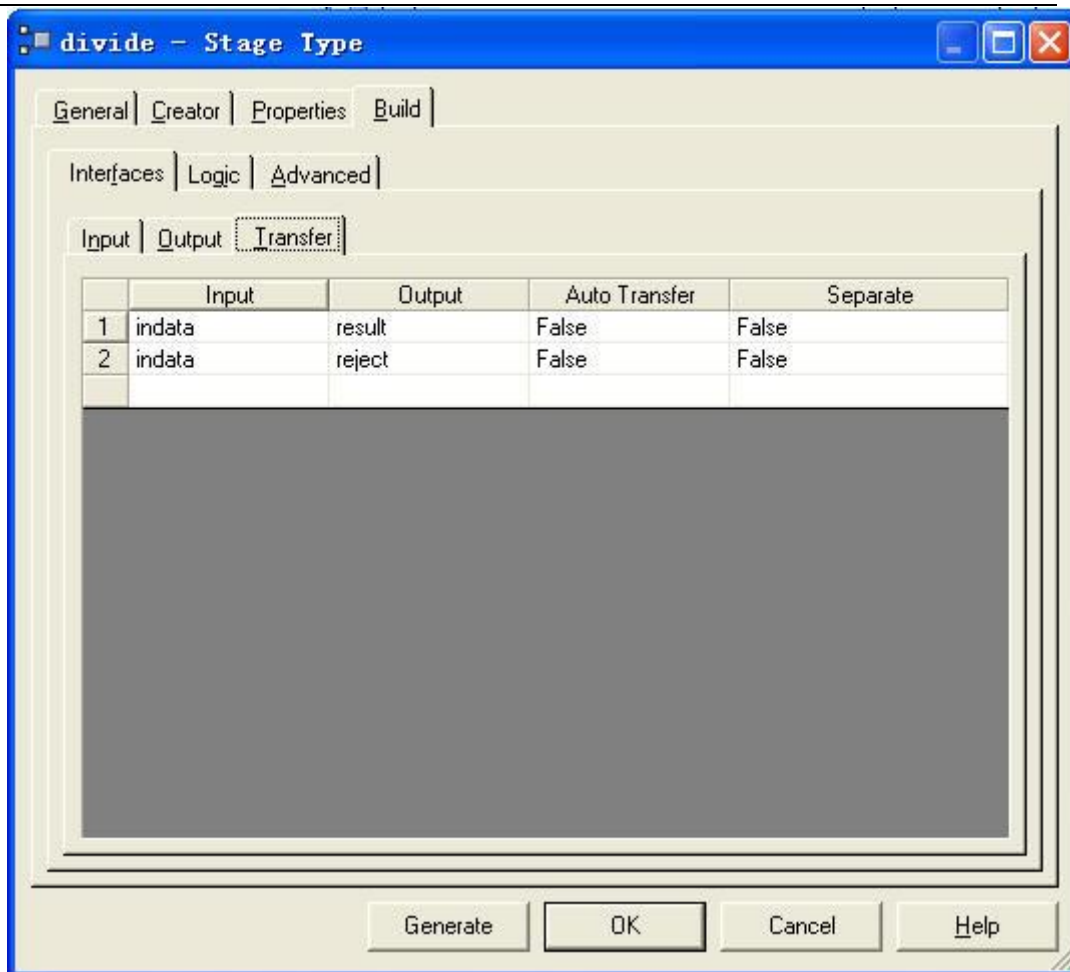 divide - Stage Type
General Creator Properties Build
Interfaces Logic Advanced
Input Output Transfer
Input Output Auto Transfer Separate
1 indata result False False
2 indata reject False False
Generate OK Cancel Help